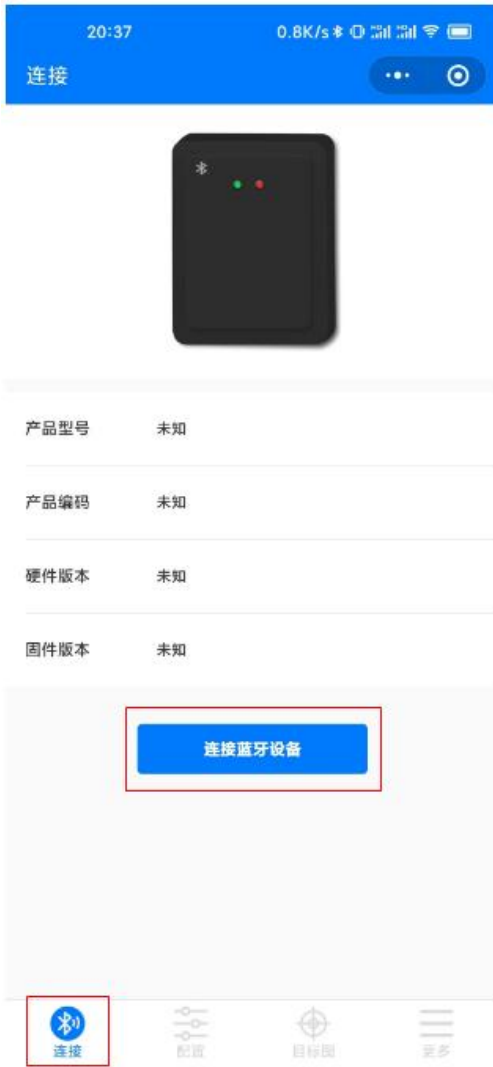 20:37 0.8K/s
连接
产品型号 未知
产品编码 未知
硬件版本 未知
固件版本 未知
连接蓝牙设备
连接 配置 目标图 更多